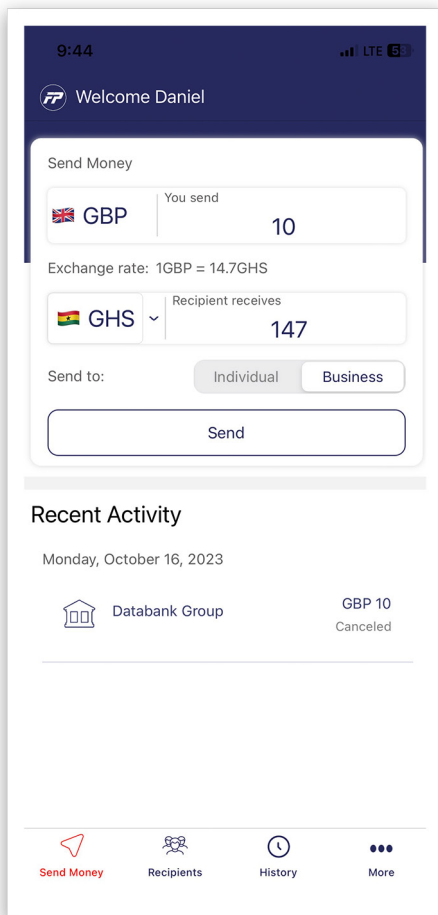 9:44
LTE 53
FP Welcome Daniel
Send Money
You send
GBP
10
Exchange rate: 1GBP = 14.7GHS
Recipient receives
GHS
147
Send to:
Individual
Business
Send
Recent Activity
Monday, October 16, 2023
Databank Group
GBP 10
Canceled
Send Money
Recipients
History
More